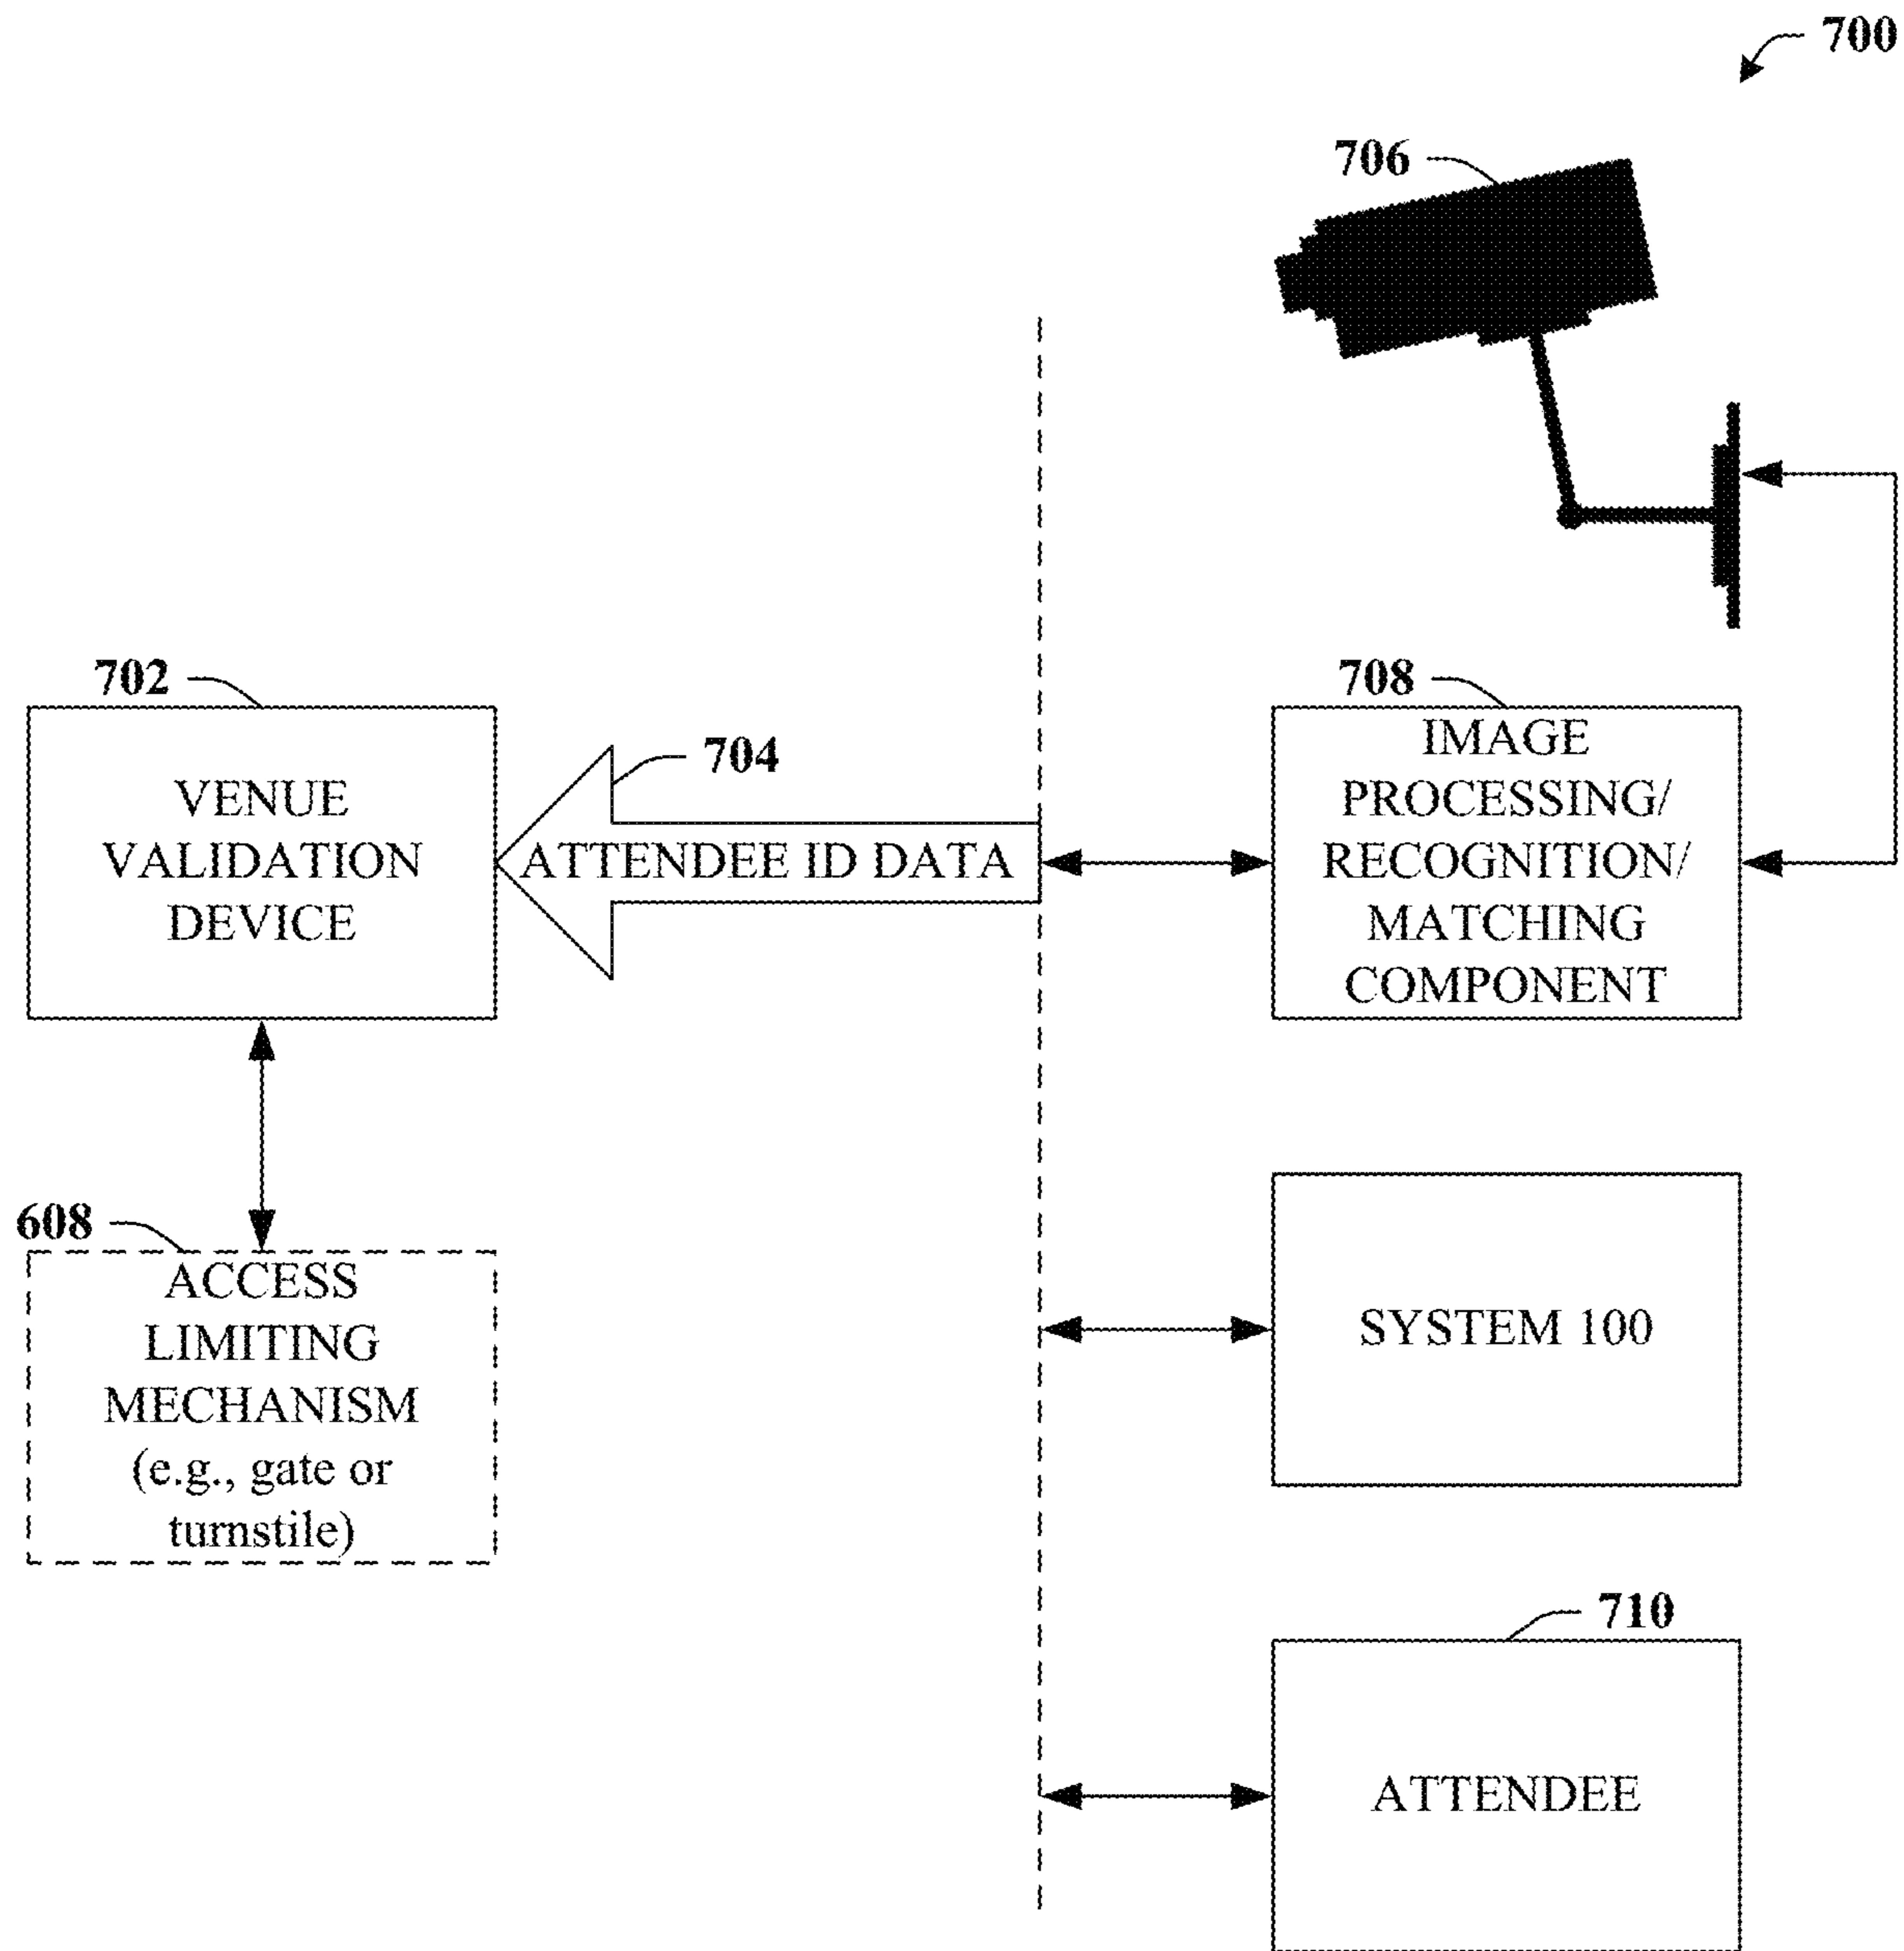 700
706
702
VENUE
VALIDATION
DEVICE
704
ATTENDEE ID DATA
708
IMAGE
PROCESSING/
RECOGNITION/
MATCHING
COMPONENT
608
ACCESS
LIMITING
MECHANISM
(e.g., gate or
turnstile)
SYSTEM 100
710
ATTENDEE